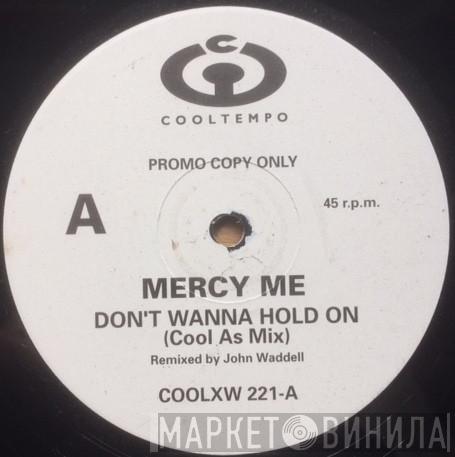 C
COOLTEMPO
PROMO COPY ONLY
A
45 r.p.m.
MERCY ME
DON'T WANNA HOLD ON
(Cool As Mix)
Remixed by John Waddell
COOLXW 221-A
МАРКЕТ ВИНИЛА